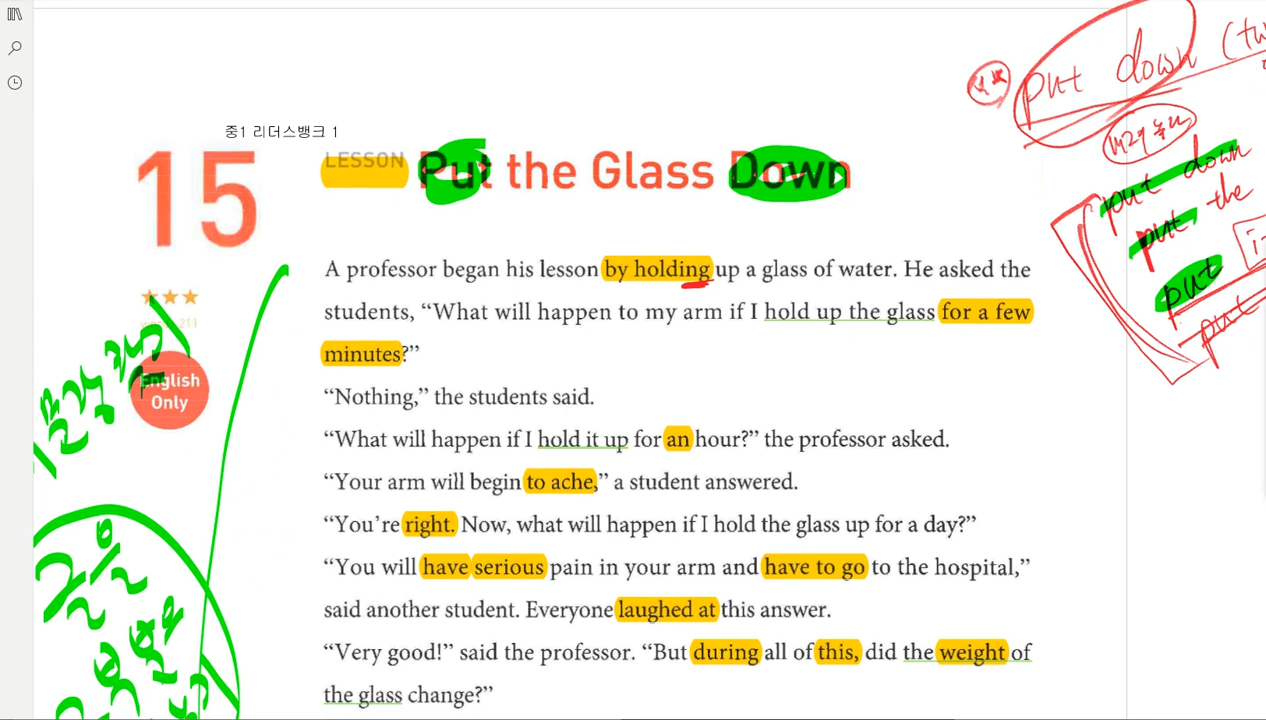 put down
내려놓다
중1 리더스뱅크 1
15
LESSON Put the Glass Down
put down
put the
put
put
A professor began his lesson by holding up a glass of water. He asked the
students, “What will happen to my arm if I hold up the glass for a few
minutes?”
“Nothing,” the students said.
English
Only
“What will happen if I hold it up for an hour?” the professor asked.
“Your arm will begin to ache,” a student answered.
“You’re right. Now, what will happen if I hold the glass up for a day?”
“You will have serious pain in your arm and have to go to the hospital,”
said another student. Everyone laughed at this answer.
“Very good!” said the professor. “But during all of this, did the weight of
the glass change?”